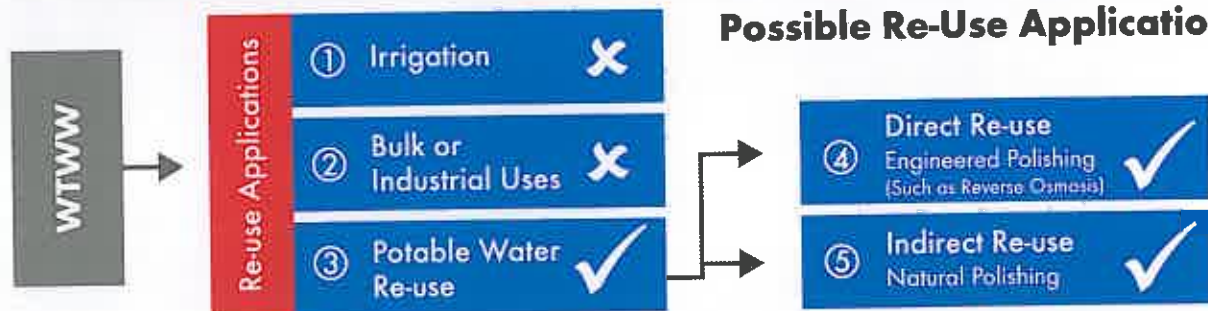 Possible Re-Use Applicatio
WTWW
Re-use Applications
① Irrigation
② Bulk or
Industrial Uses
③ Potable Water
Re-use
④ Direct Re-use
Engineered Polishing
(Such as Reverse Osmosis)
⑤ Indirect Re-use
Natural Polishing